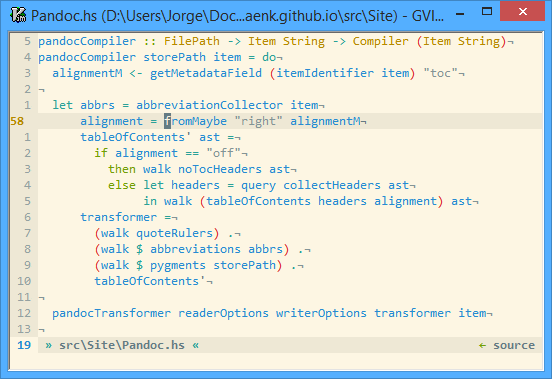 Pandoc.hs (D:\Users\Jorge\Doc...aenk.github.io\src\Site) - GVI...
5 pandocCompiler :: FilePath -> Item String -> Compiler (Item String)¬
4 pandocCompiler storePath item = do¬
3   alignmentM <- getMetadataField (itemIdentifier item) "toc"¬
2 ¬
1   let abbrs = abbreviationCollector item¬
58       alignment = fromMaybe "right" alignmentM¬
1       tableOfContents' ast =¬
2         if alignment == "off"¬
3           then walk noTocHeaders ast¬
4           else let headers = query collectHeaders ast¬
5                in walk (tableOfContents headers alignment) ast¬
6       transformer =¬
7         (walk quoteRulers) .¬
8         (walk $ abbreviations abbrs) .¬
9         (walk $ pygments storePath) .¬
10         tableOfContents'¬
11 ¬
12   pandocTransformer readerOptions writerOptions transformer item¬
13 ¬
19 » src\Site\Pandoc.hs « ← source